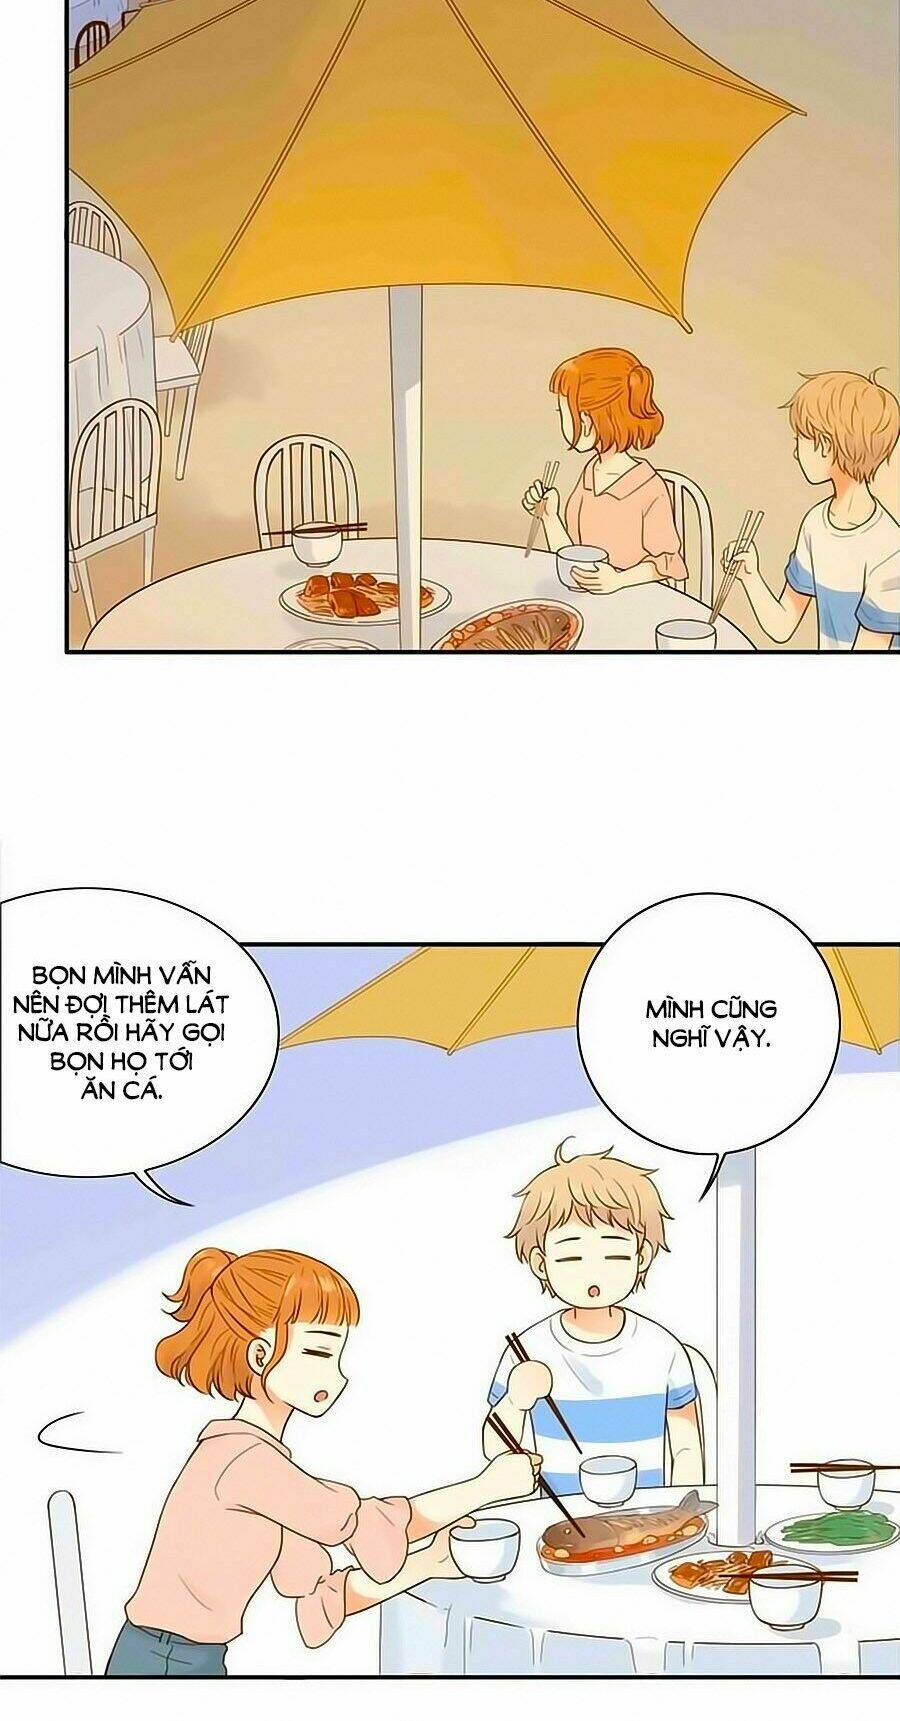 BỌN MÌNH VẪN
NÊN ĐỢI THÊM LÁT
NỮA RỒI HÃY GỌI
BỌN HỌ TỚI
ĂN CÁ.
MÌNH CŨNG
NGHĨ VẬY.